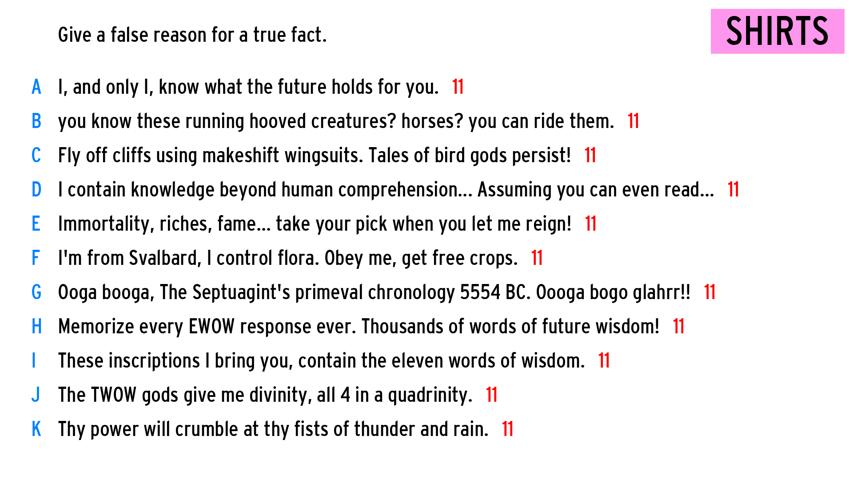 Give a false reason for a true fact.
SHIRTS
A I, and only I, know what the future holds for you. 11
B you know these running hooved creatures? horses? you can ride them. 11
C Fly off cliffs using makeshift wingsuits. Tales of bird gods persist! 11
D I contain knowledge beyond human comprehension... Assuming you can even read... 11
E Immortality, riches, fame... take your pick when you let me reign! 11
F I'm from Svalbard, I control flora. Obey me, get free crops. 11
G Ooga booga, The Septuagint's primeval chronology 5554 BC. Oooga bogo glahrr!! 11
H Memorize every EWOW response ever. Thousands of words of future wisdom! 11
I These inscriptions I bring you, contain the eleven words of wisdom. 11
J The TWOW gods give me divinity, all 4 in a quadrinity. 11
K Thy power will crumble at thy fists of thunder and rain. 11